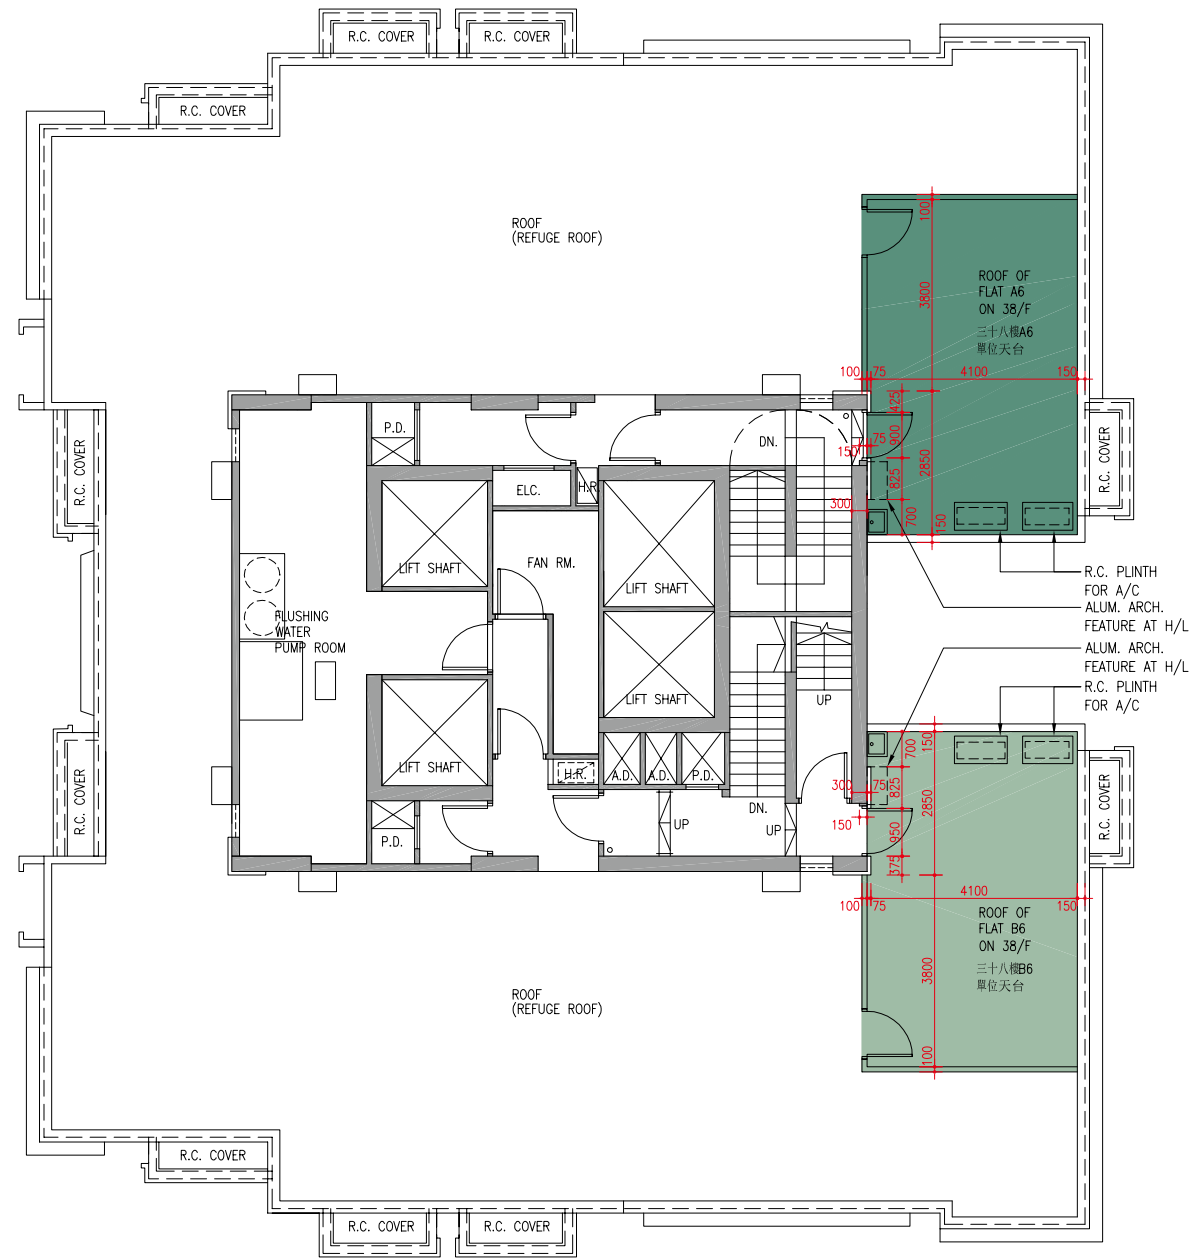 R.C. COVER
R.C. COVER
R.C. COVER
ROOF
(REFUGE ROOF)
100
3800
ROOF OF
FLAT A6
ON 38/F
三十八樓A6
單位天台
100
75
4100
150
425
900
75
150
2850
825
300
700
150
P.D.
DN.
R.C. COVER
R.C. COVER
ELC.
H.R.
LIFT SHAFT
FAN RM.
LIFT SHAFT
R.C. PLINTH
FOR A/C
ALUM. ARCH.
FEATURE AT H/L
FLUSHING
WATER
PUMP ROOM
ALUM. ARCH.
FEATURE AT H/L
R.C. PLINTH
FOR A/C
LIFT SHAFT
UP
LIFT SHAFT
H.R.
A.D.
A.D.
P.D.
DN.
UP
UP
P.D.
R.C. COVER
R.C. COVER
700
150
300
75
825
2850
150
950
375
4100
100
75
150
ROOF OF
FLAT B6
ON 38/F
三十八樓B6
單位天台
3800
100
ROOF
(REFUGE ROOF)
R.C. COVER
R.C. COVER
R.C. COVER